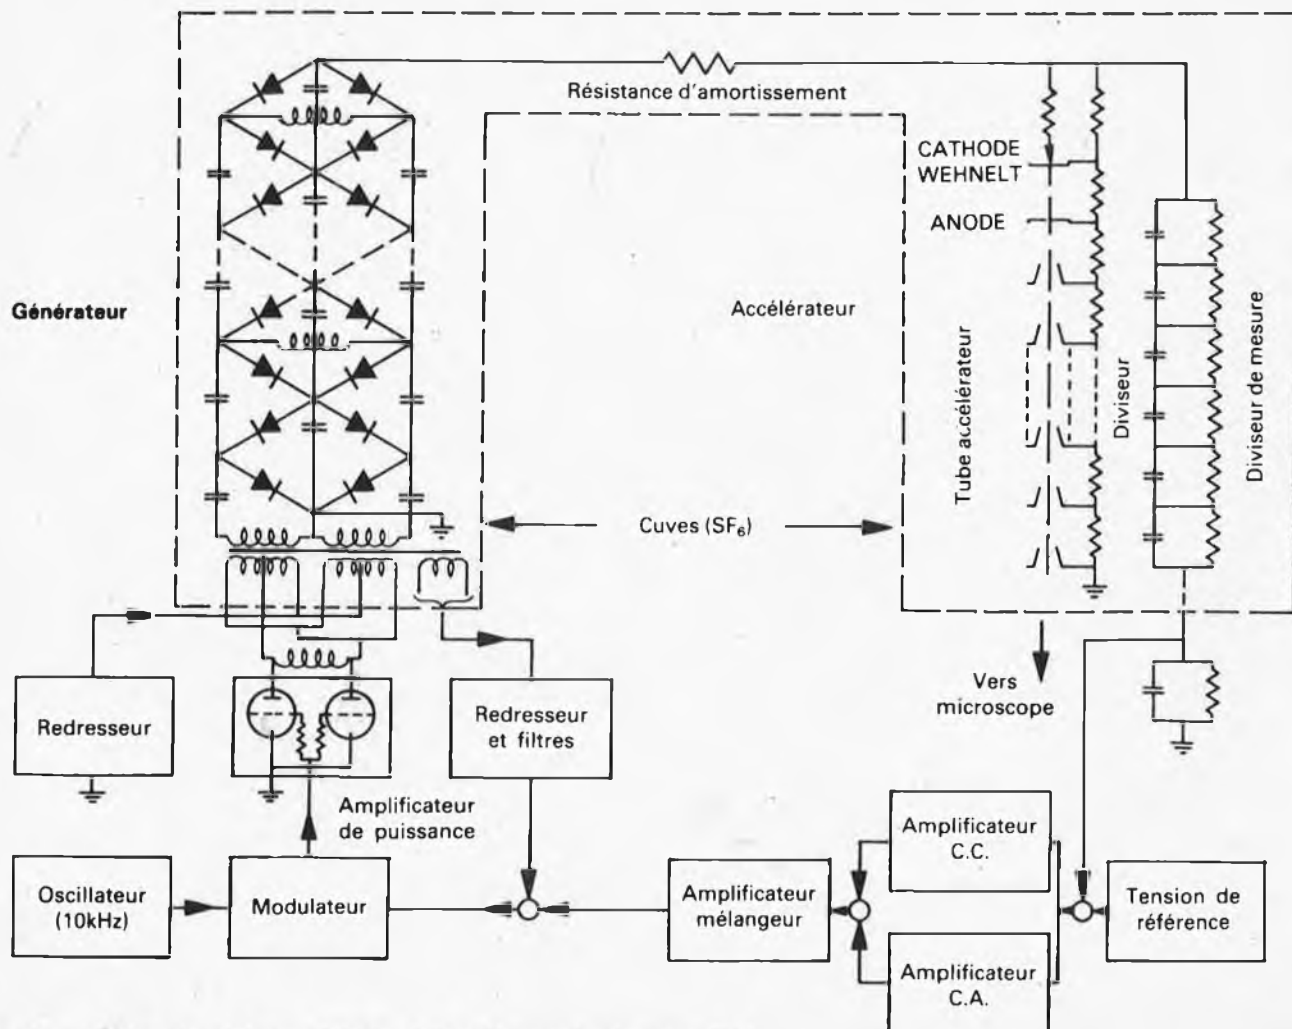 Résistance d'amortissement
CATHODE
WEHNELT
ANODE
Générateur
Accélérateur
Tube accélérateur
Diviseur
Diviseur de mesure
Cuves (SF₆)
Vers
microscope
Redresseur
Redresseur
et filtres
Amplificateur
de puissance
Oscillateur
(10kHz)
Modulateur
Amplificateur
mélangeur
Amplificateur
C.C.
Amplificateur
C.A.
Tension de
référence